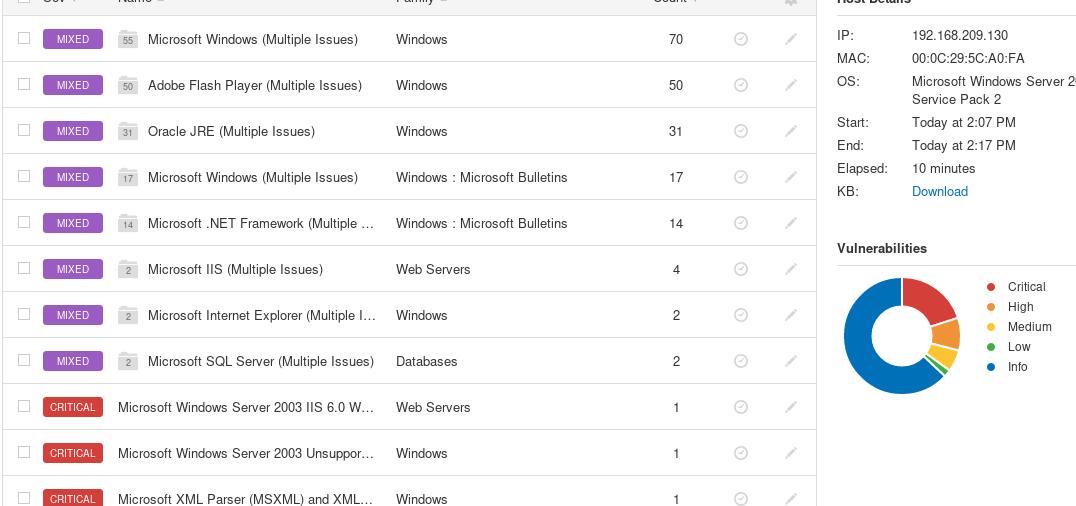 Sev Name Family Count
MIXED 55 Microsoft Windows (Multiple Issues) Windows 70
MIXED 50 Adobe Flash Player (Multiple Issues) Windows 50
MIXED 31 Oracle JRE (Multiple Issues) Windows 31
MIXED 17 Microsoft Windows (Multiple Issues) Windows : Microsoft Bulletins 17
MIXED 14 Microsoft .NET Framework (Multiple ... Windows : Microsoft Bulletins 14
MIXED 2 Microsoft IIS (Multiple Issues) Web Servers 4
MIXED 2 Microsoft Internet Explorer (Multiple I... Windows 2
MIXED 2 Microsoft SQL Server (Multiple Issues) Databases 2
CRITICAL Microsoft Windows Server 2003 IIS 6.0 W... Web Servers 1
CRITICAL Microsoft Windows Server 2003 Unsuppor... Windows 1
CRITICAL Microsoft XML Parser (MSXML) and XML... Windows 1
Host Details
IP: 192.168.209.130
MAC: 00:0C:29:5C:A0:FA
OS: Microsoft Windows Server 20
Service Pack 2
Start: Today at 2:07 PM
End: Today at 2:17 PM
Elapsed: 10 minutes
KB: Download
Vulnerabilities
Critical
High
Medium
Low
Info